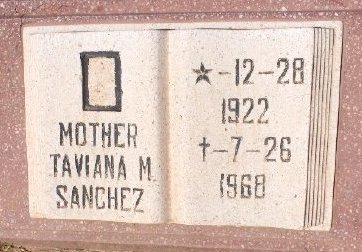 MOTHER
TAVIANA M.
SANCHEZ
★-12-28
1922
†-7-26
1968